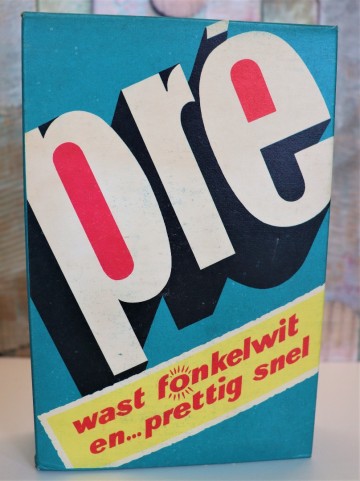 pré
wast fonkelwit
en...prettig snel